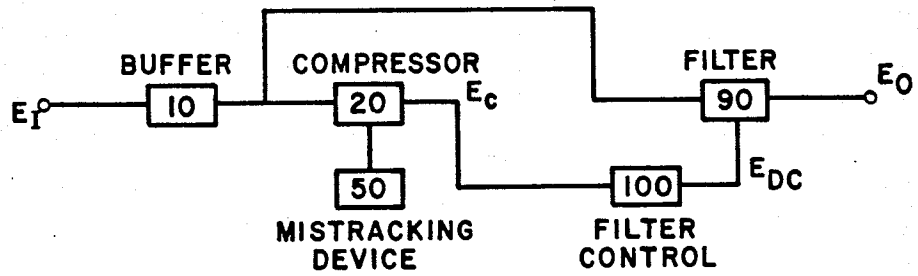 BUFFER
COMPRESSOR
FILTER
E_I
10
20
E_C
90
E_O
50
100
E_DC
MISTRACKING
DEVICE
FILTER
CONTROL